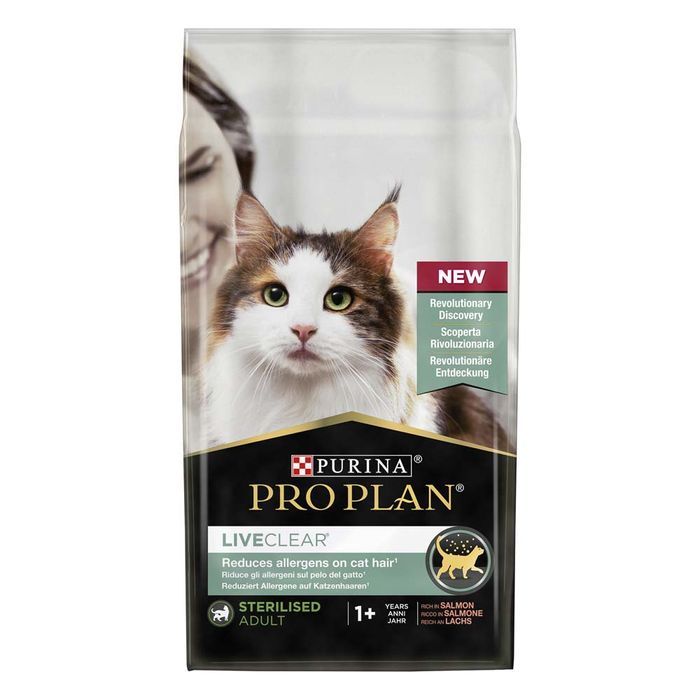 NEW
Revolutionary
Discovery
Scoperta
Rivoluzionaria
Revolutionäre
Entdeckung
PURINA®
PRO PLAN®
LIVECLEAR®
Reduces allergens on cat hair¹
Riduce gli allergeni sul pelo del gatto¹
Reduziert Allergene auf Katzenhaaren¹
STERILISED
ADULT
1+
YEARS
ANNI
JAHR
RICH IN SALMON
RICCO IN SALMONE
REICH AN LACHS